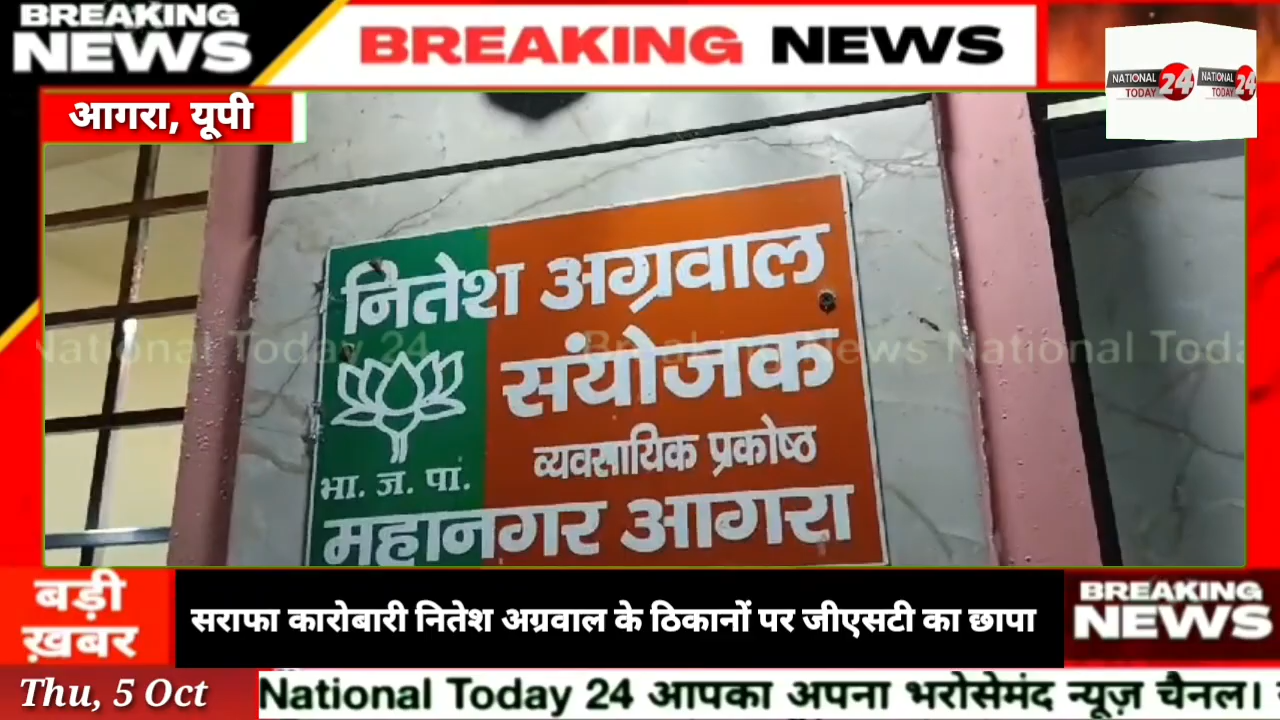 BREAKING
NEWS
BREAKING NEWS
NATIONAL
TODAY 24
NATIONAL
TODAY 24
आगरा, यूपी
नितेश अग्रवाल
संयोजक
व्यवसायिक प्रकोष्ठ
भा. ज. पां.
महानगर आगरा
National Today 24
Breaking News National Toda
बड़ी
ख़बर
सराफा कारोबारी नितेश अग्रवाल के ठिकानों पर जीएसटी का छापा
BREAKING
NEWS
Thu, 5 Oct
National Today 24 आपका अपना भरोसेमंद न्यूज़ चैनल।